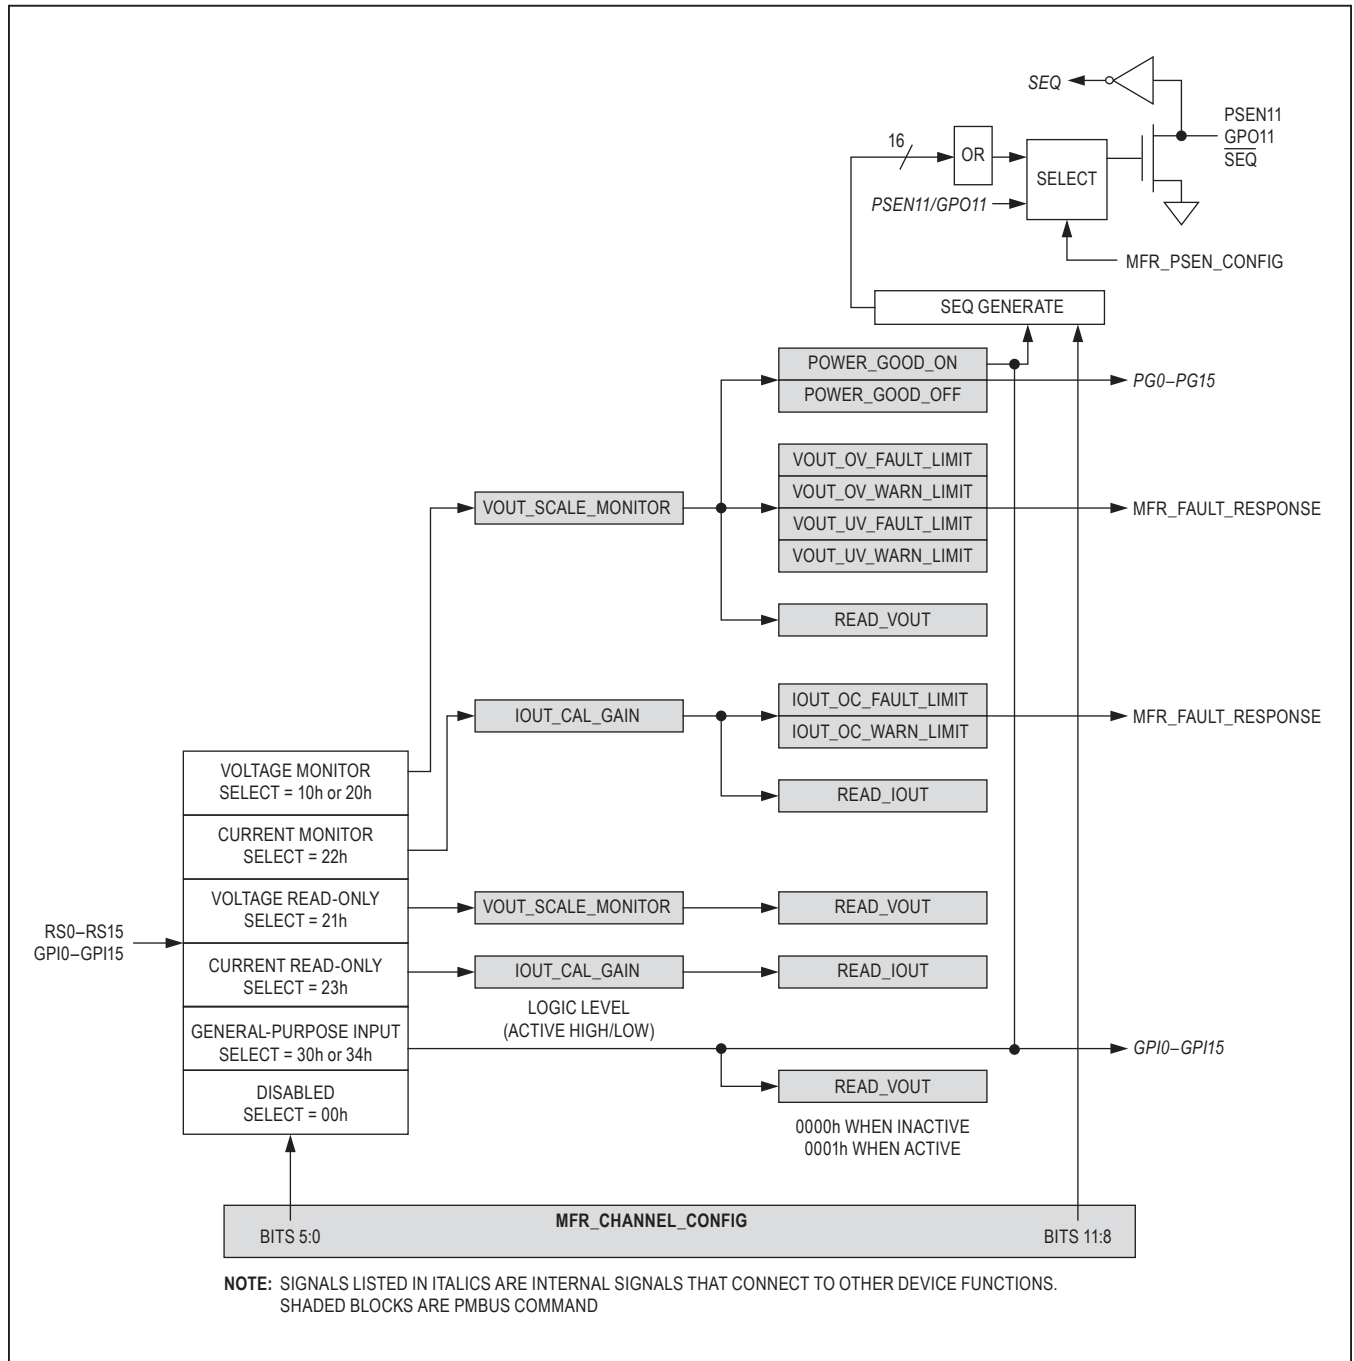 SEQ
PSEN11
GPO11
SEQ
16
OR
SELECT
PSEN11/GPO11
MFR_PSEN_CONFIG
SEQ GENERATE
POWER_GOOD_ON
POWER_GOOD_OFF
PG0–PG15
VOUT_OV_FAULT_LIMIT
VOUT_OV_WARN_LIMIT
VOUT_UV_FAULT_LIMIT
VOUT_UV_WARN_LIMIT
VOUT_SCALE_MONITOR
MFR_FAULT_RESPONSE
READ_VOUT
IOUT_CAL_GAIN
IOUT_OC_FAULT_LIMIT
IOUT_OC_WARN_LIMIT
MFR_FAULT_RESPONSE
READ_IOUT
VOLTAGE MONITOR
SELECT = 10h or 20h
CURRENT MONITOR
SELECT = 22h
VOLTAGE READ-ONLY
SELECT = 21h
VOUT_SCALE_MONITOR
READ_VOUT
RS0–RS15
GPI0–GPI15
CURRENT READ-ONLY
SELECT = 23h
IOUT_CAL_GAIN
READ_IOUT
LOGIC LEVEL
(ACTIVE HIGH/LOW)
GENERAL-PURPOSE INPUT
SELECT = 30h or 34h
GPI0–GPI15
DISABLED
SELECT = 00h
READ_VOUT
0000h WHEN INACTIVE
0001h WHEN ACTIVE
MFR_CHANNEL_CONFIG
BITS 5:0
BITS 11:8
NOTE: SIGNALS LISTED IN ITALICS ARE INTERNAL SIGNALS THAT CONNECT TO OTHER DEVICE FUNCTIONS.
SHADED BLOCKS ARE PMBUS COMMAND